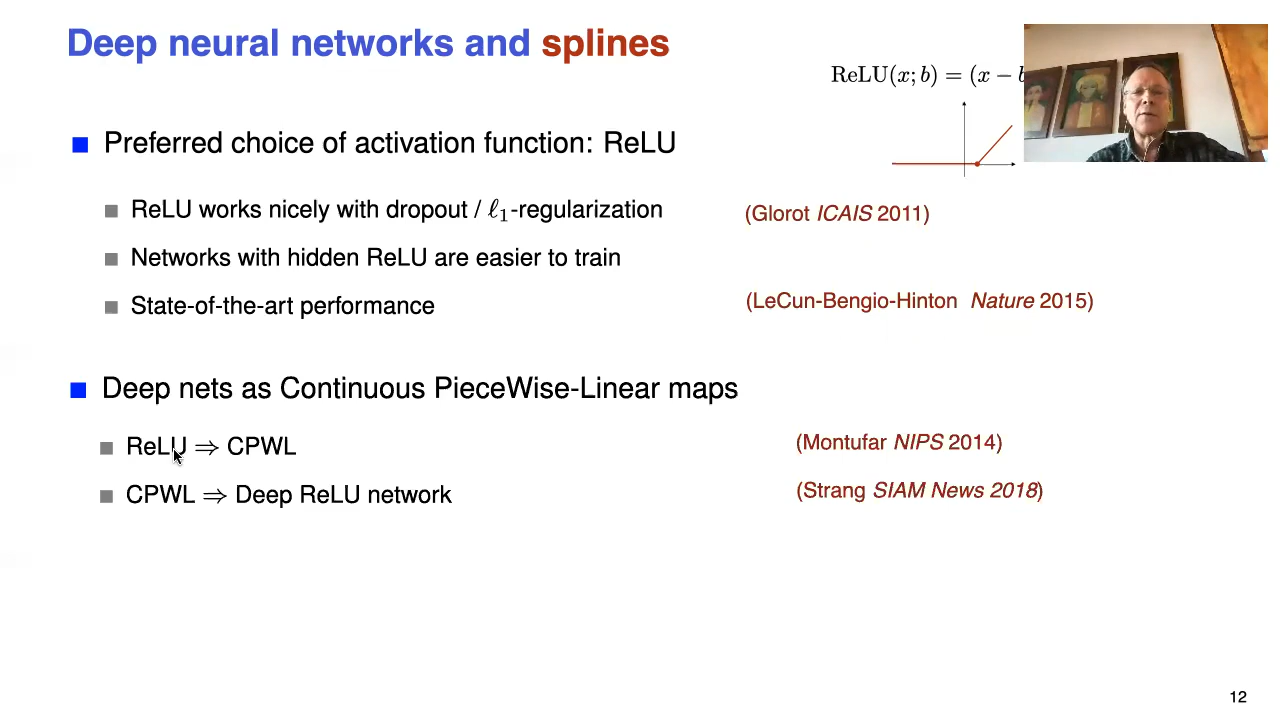 Deep neural networks and splines
ReLU(x; b) = (x − b
Preferred choice of activation function: ReLU
ReLU works nicely with dropout / ℓ₁-regularization (Glorot ICAIS 2011)
Networks with hidden ReLU are easier to train
State-of-the-art performance (LeCun-Bengio-Hinton Nature 2015)
Deep nets as Continuous PieceWise-Linear maps
ReLU ⇒ CPWL (Montufar NIPS 2014)
CPWL ⇒ Deep ReLU network (Strang SIAM News 2018)
12